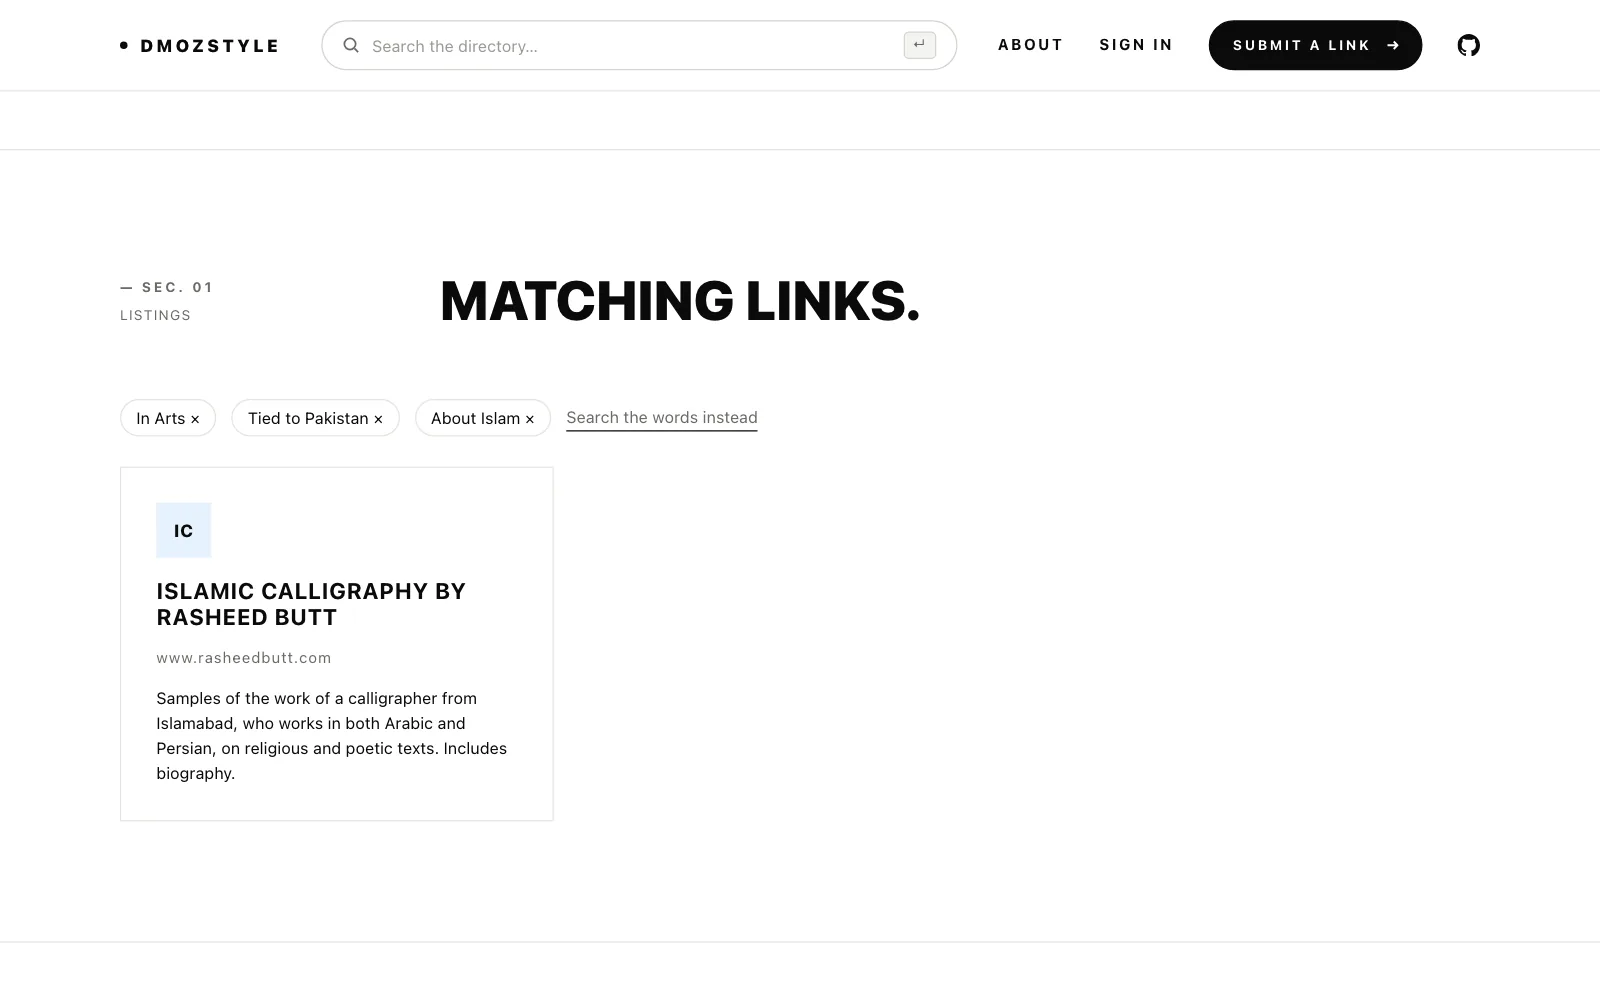 DMOZSTYLE
Search the directory...
↵
ABOUT
SIGN IN
SUBMIT A LINK →
— SEC. 01
LISTINGS
MATCHING LINKS.
In Arts ×
Tied to Pakistan ×
About Islam ×
Search the words instead
IC
ISLAMIC CALLIGRAPHY BY
RASHEED BUTT
www.rasheedbutt.com
Samples of the work of a calligrapher from
Islamabad, who works in both Arabic and
Persian, on religious and poetic texts. Includes
biography.